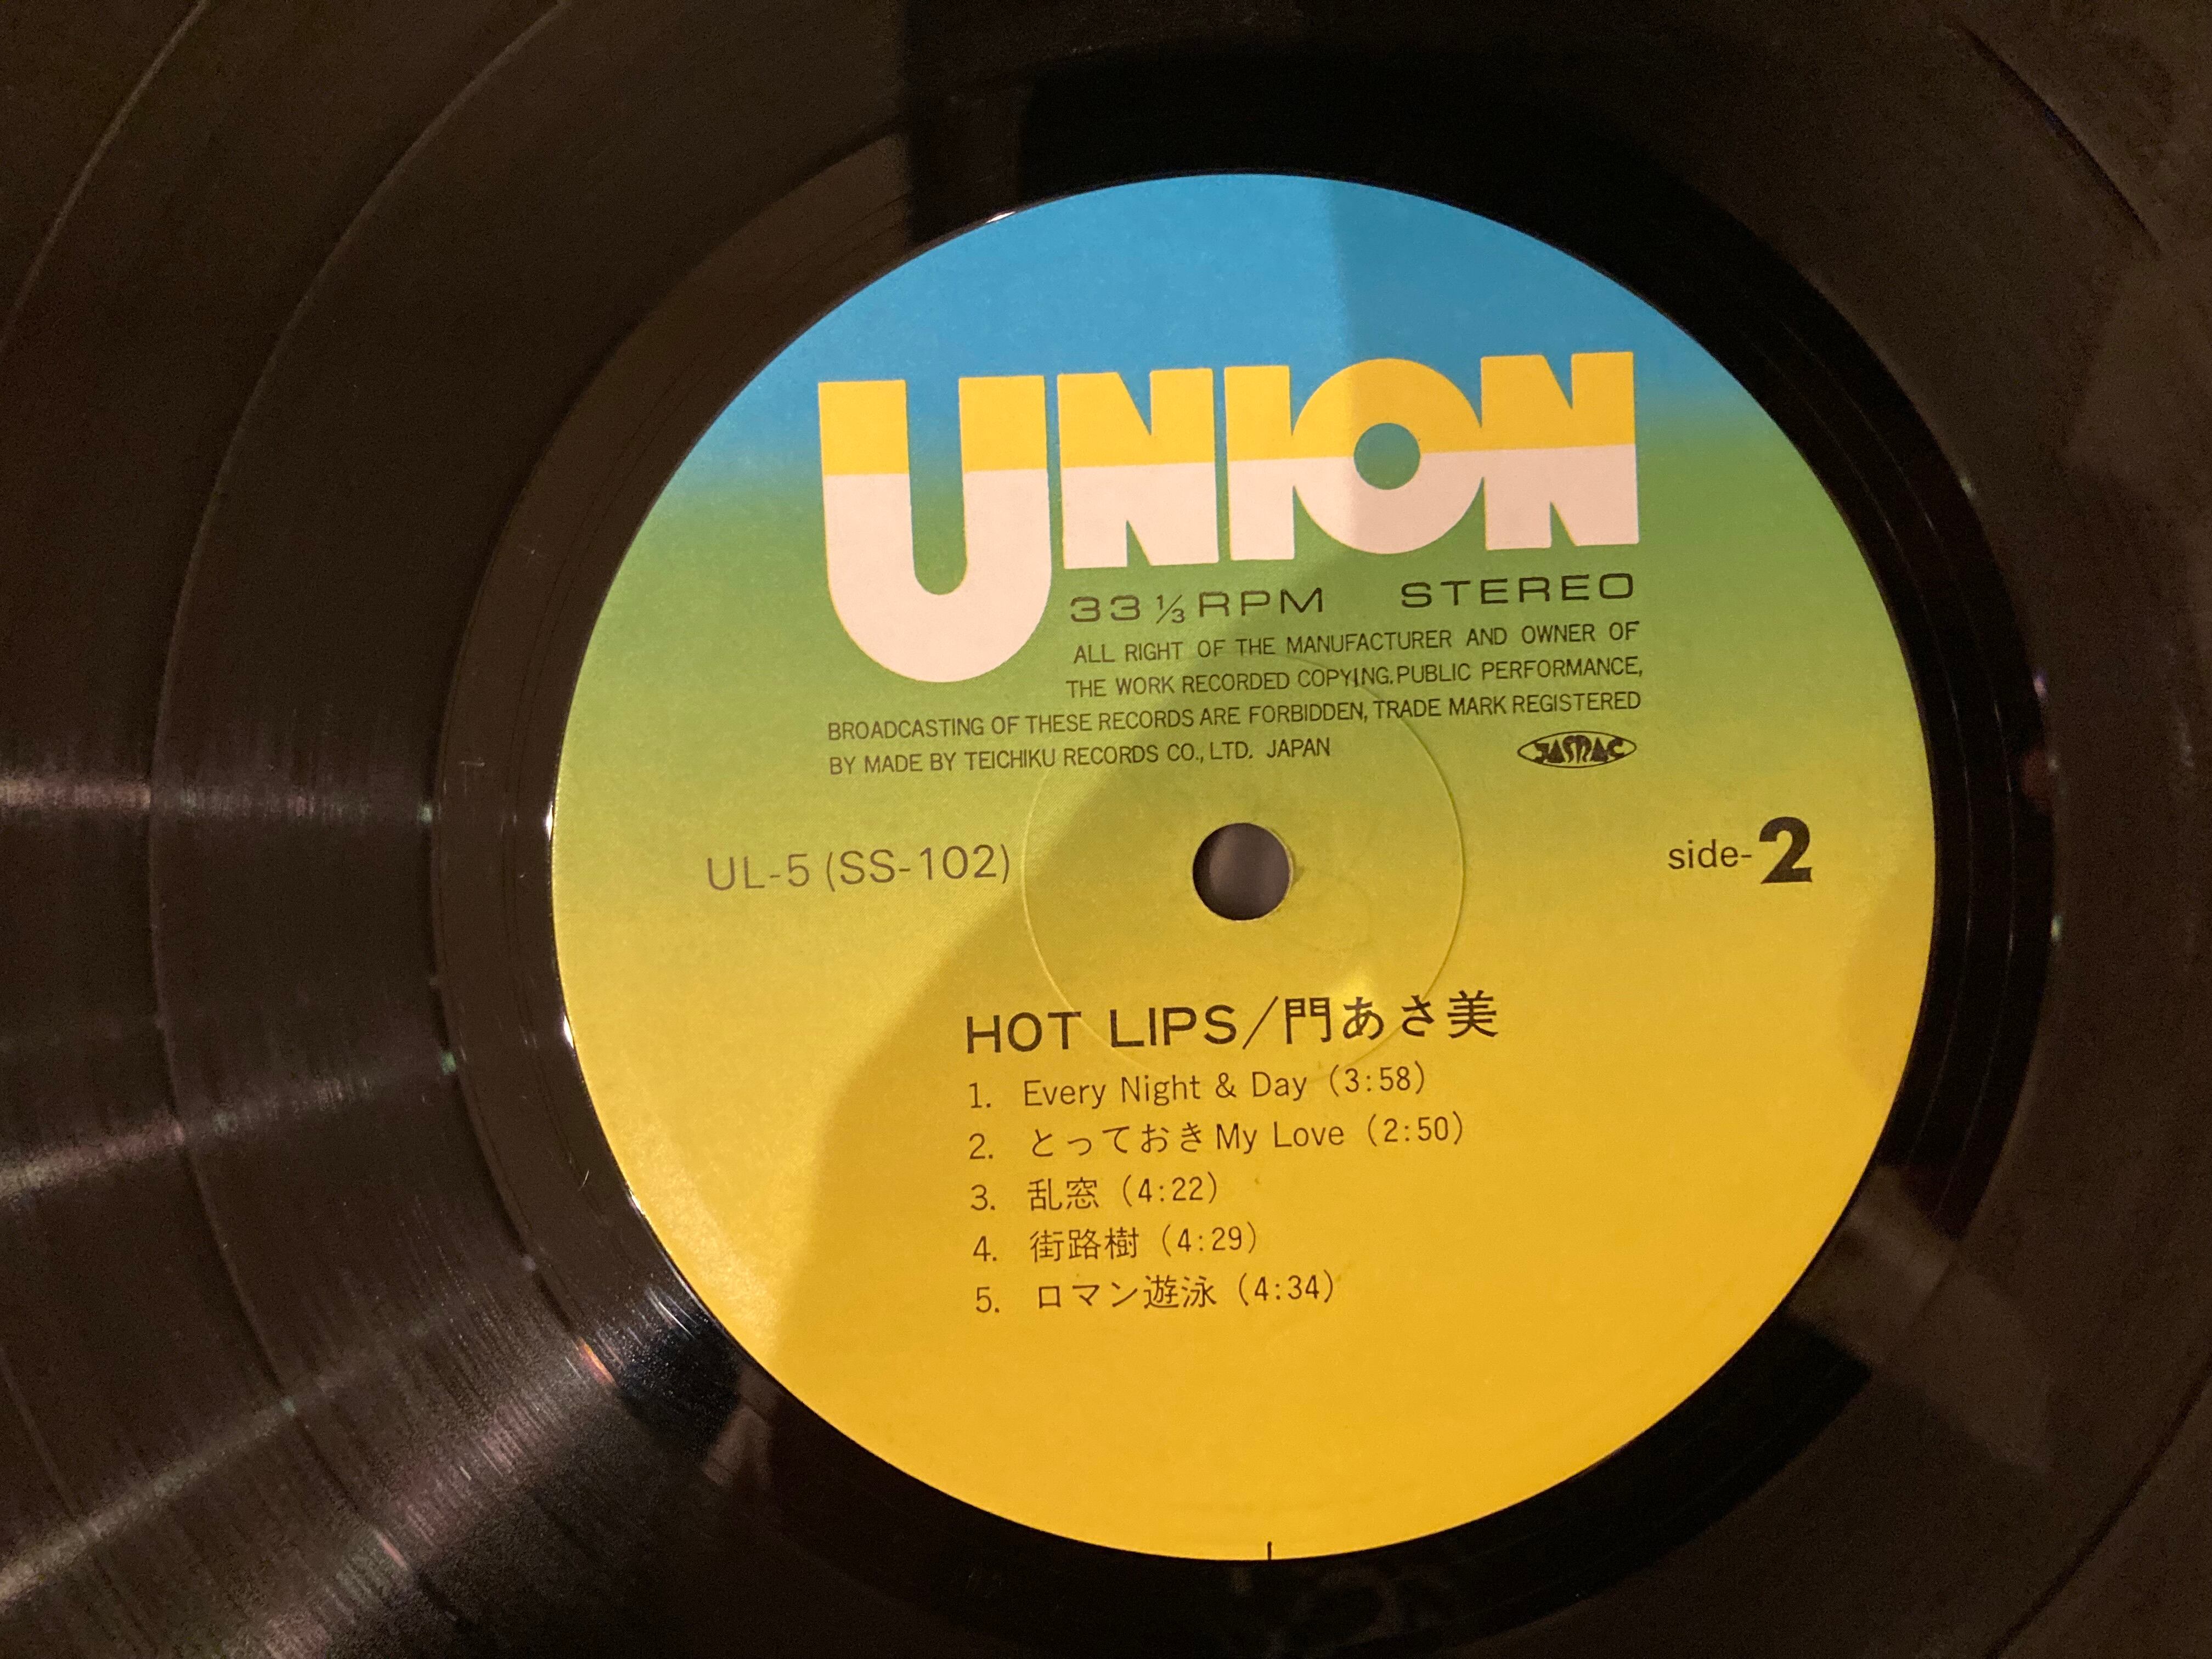 UNION
33 1/3 RPM STEREO
ALL RIGHT OF THE MANUFACTURER AND OWNER OF
THE WORK RECORDED COPYING.PUBLIC PERFORMANCE,
BROADCASTING OF THESE RECORDS ARE FORBIDDEN, TRADE MARK REGISTERED
BY MADE BY TEICHIKU RECORDS CO., LTD. JAPAN
JASRAC
UL-5 (SS-102)
side-2
HOT LIPS/門あさ美
1. Every Night & Day (3:58)
2. とっておきMy Love (2:50)
3. 乱窓 (4:22)
4. 街路樹 (4:29)
5. ロマン遊泳 (4:34)